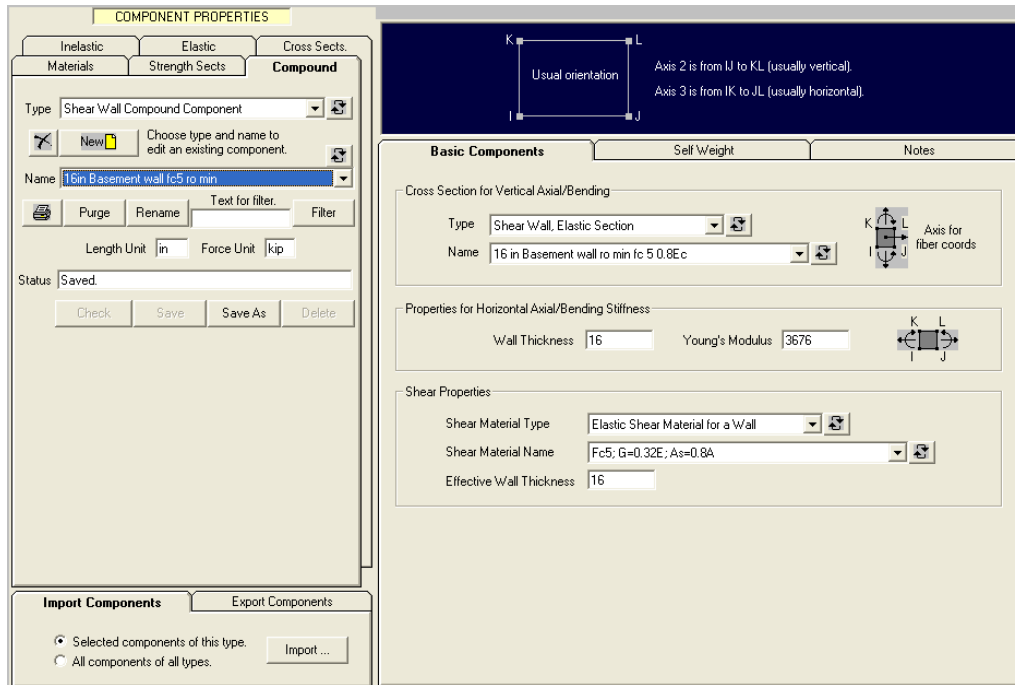 COMPONENT PROPERTIES
Inelastic Elastic Cross Sects.
Materials Strength Sects Compound
Type Shear Wall Compound Component
New Choose type and name to
edit an existing component.
Name 16in Basement wall fc5 ro min
Purge Rename Text for filter. Filter
Length Unit in Force Unit kip
Status Saved.
Check Save Save As Delete
Import Components Export Components
Selected components of this type.
All components of all types.
Import ...
K L
Usual orientation
I J
Axis 2 is from IJ to KL (usually vertical).
Axis 3 is from IK to JL (usually horizontal).
Basic Components Self Weight Notes
Cross Section for Vertical Axial/Bending
Type Shear Wall, Elastic Section
Name 16 in Basement wall ro min fc 5 0.8Ec
K L
I J
Axis for
fiber coords
Properties for Horizontal Axial/Bending Stiffness
Wall Thickness 16 Young's Modulus 3676
K L
I J
Shear Properties
Shear Material Type Elastic Shear Material for a Wall
Shear Material Name Fc5; G=0.32E; As=0.8A
Effective Wall Thickness 16